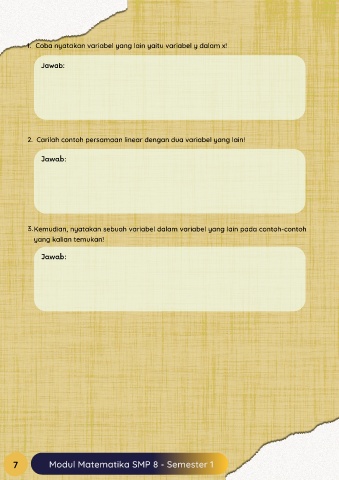 1. Coba nyatakan variabel yang lain yaitu variabel y dalam x!
Jawab:
2. Carilah contoh persamaan linear dengan dua variabel yang lain!
Jawab:
3. Kemudian, nyatakan sebuah variabel dalam variabel yang lain pada contoh-contoh
yang kalian temukan!
Jawab:
7 Modul Matematika SMP 8 - Semester 1